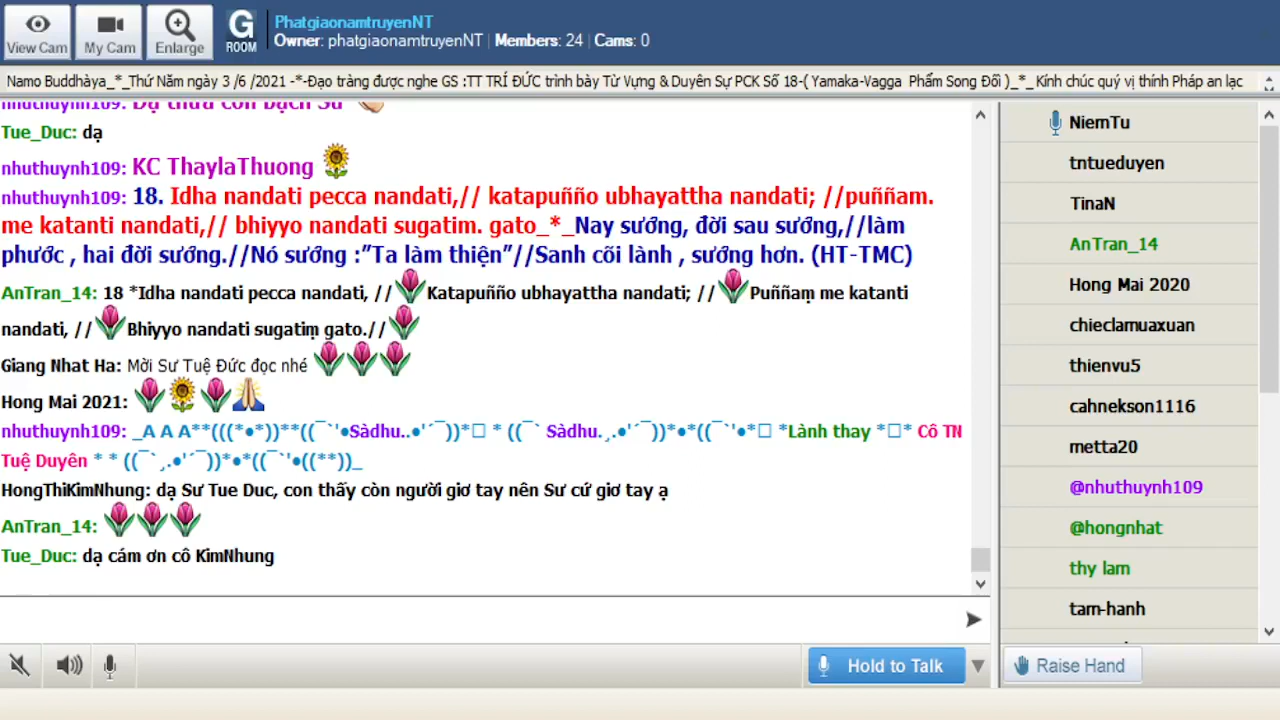 View Cam
My Cam
Enlarge
G
ROOM
PhatgiaonamtruyenNT
Owner: phatgiaonamtruyenNT | Members: 24 | Cams: 0
Namo Buddhàya_*_Thứ Năm ngày 3 /6 /2021 -*-Đạo tràng được nghe GS :TT TRÍ ĐỨC trình bày Từ Vựng & Duyên Sự PCK Số 18-( Yamaka-Vagga Phẩm Song Đối )_*_ Kính chúc quý vị thính Pháp an lạc
nhuthuynh109: Dạ thưa con bạch Sư
Tue_Duc: dạ
nhuthuynh109: KC ThaylaThuong
nhuthuynh109: 18. Idha nandati pecca nandati,// katapuñño ubhayattha nandati; //puññam.
me katanti nandati,// bhiyyo nandati sugatim. gato_*_Nay sướng, đời sau sướng,//làm
phước , hai đời sướng.//Nó sướng :”Ta làm thiện”//Sanh cõi lành , sướng hơn. (HT-TMC)
AnTran_14: 18 *Idha nandati pecca nandati, // Katapuñño ubhayattha nandati; // Puññaṃ me katanti
nandati, // Bhiyyo nandati sugatiṃ gato.//
Giang Nhat Ha: Mời Sư Tuệ Đức đọc nhé
Hong Mai 2021:
nhuthuynh109: _A A A**(((*•*))**((¯`'•Sàdhu..•'´¯))*□ * ((¯` Sàdhu.¸.•'´¯))*•*((¯`'•*□ *Lành thay *□* Cô TN
Tuệ Duyên * * ((¯`¸.•'´¯))*•*((¯`'•((**))_
HongThiKimNhung: dạ Sư Tue Duc, con thấy còn người giơ tay nên Sư cứ giơ tay ạ
AnTran_14:
Tue_Duc: dạ cám ơn cô KimNhung
NiemTu
tntueduyen
TinaN
AnTran_14
Hong Mai 2020
chieclamuaxuan
thienvu5
cahnekson1116
metta20
@nhuthuynh109
@hongnhat
thy lam
tam-hanh
Hold to Talk
Raise Hand